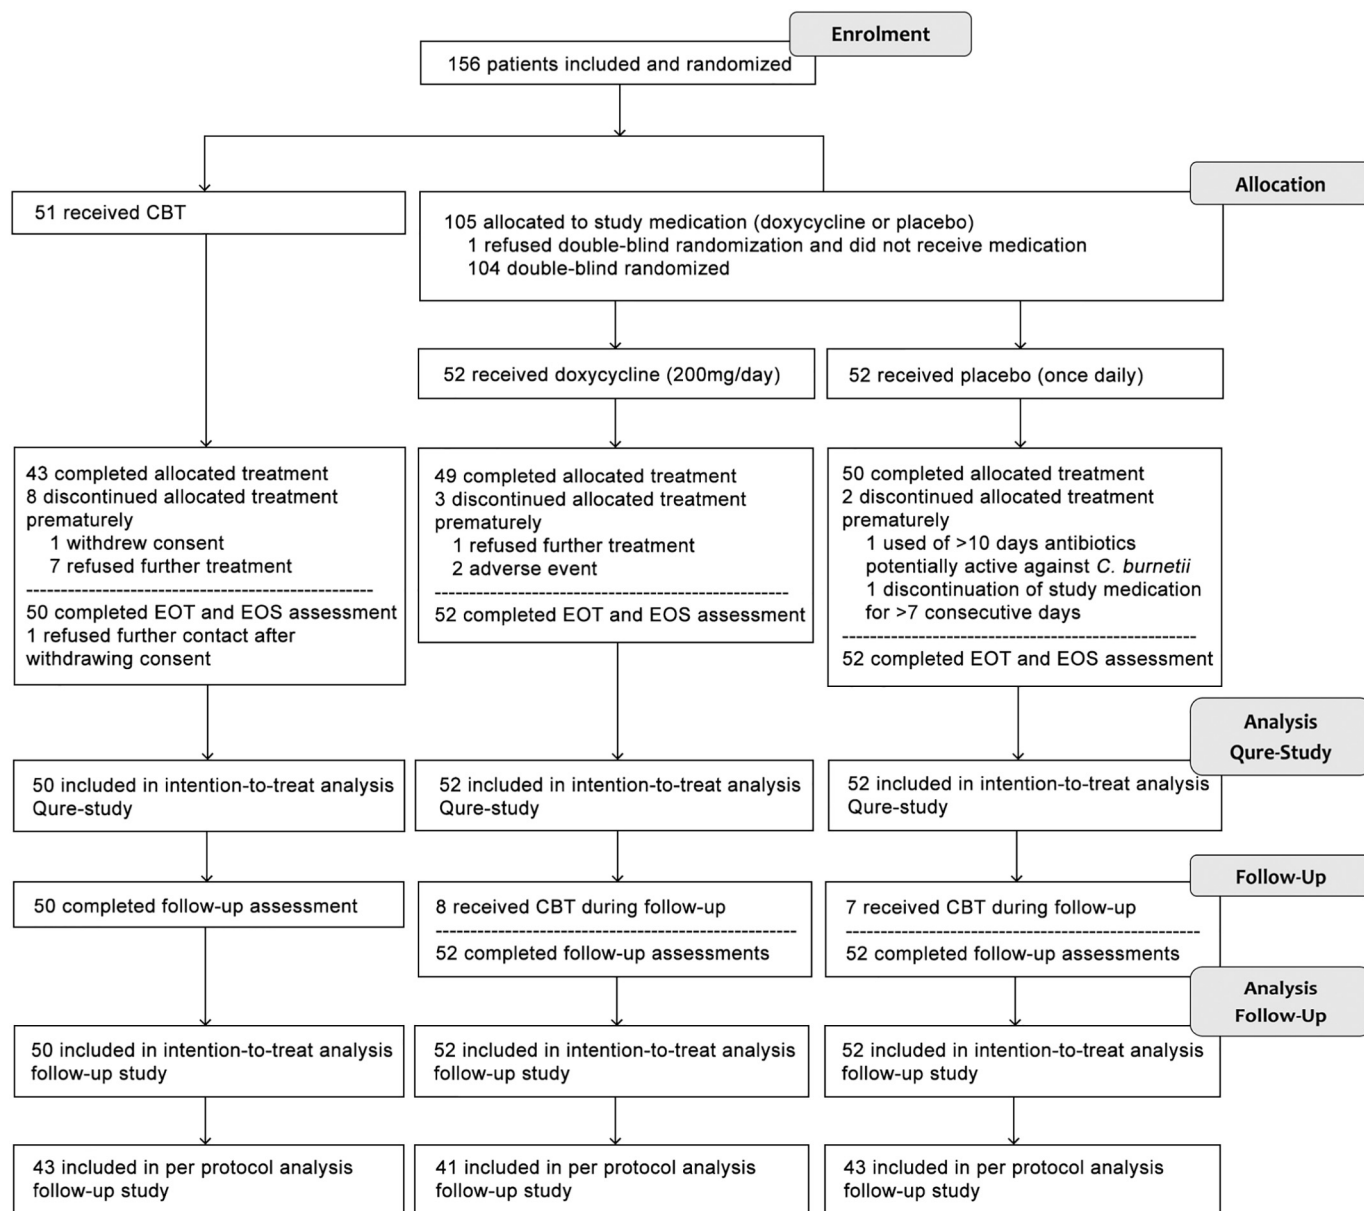 Enrolment
156 patients included and randomized
Allocation
51 received CBT
105 allocated to study medication (doxycycline or placebo)
1 refused double-blind randomization and did not receive medication
104 double-blind randomized
52 received doxycycline (200mg/day)
52 received placebo (once daily)
43 completed allocated treatment
8 discontinued allocated treatment
prematurely
1 withdrew consent
7 refused further treatment
50 completed EOT and EOS assessment
1 refused further contact after
withdrawing consent
49 completed allocated treatment
3 discontinued allocated treatment
prematurely
1 refused further treatment
2 adverse event
52 completed EOT and EOS assessment
50 completed allocated treatment
2 discontinued allocated treatment
prematurely
1 used of >10 days antibiotics
potentially active against C. burnetii
1 discontinuation of study medication
for >7 consecutive days
52 completed EOT and EOS assessment
Analysis
Qure-Study
50 included in intention-to-treat analysis
Qure-study
52 included in intention-to-treat analysis
Qure-study
52 included in intention-to-treat analysis
Qure-study
Follow-Up
50 completed follow-up assessment
8 received CBT during follow-up
52 completed follow-up assessments
7 received CBT during follow-up
52 completed follow-up assessments
Analysis
Follow-Up
50 included in intention-to-treat analysis
follow-up study
52 included in intention-to-treat analysis
follow-up study
52 included in intention-to-treat analysis
follow-up study
43 included in per protocol analysis
follow-up study
41 included in per protocol analysis
follow-up study
43 included in per protocol analysis
follow-up study